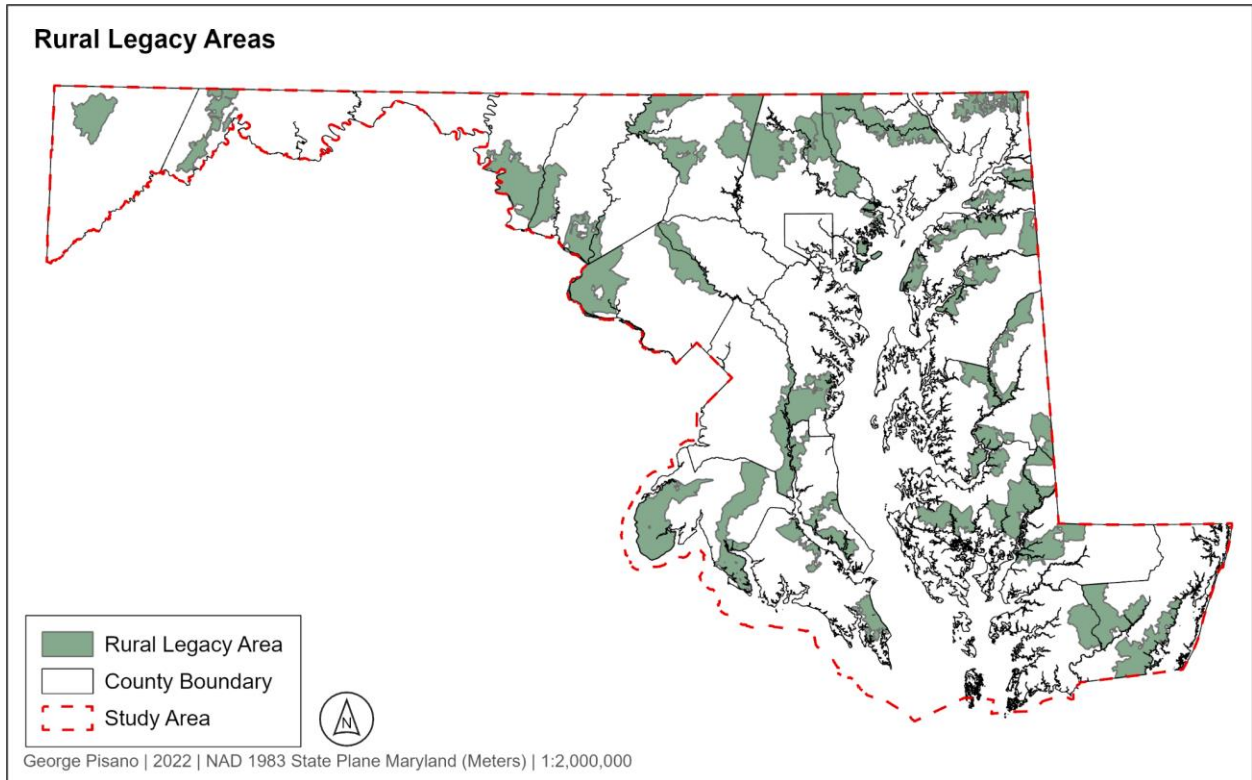 Rural Legacy Areas
Rural Legacy Area
County Boundary
Study Area
N
George Pisano | 2022 | NAD 1983 State Plane Maryland (Meters) | 1:2,000,000